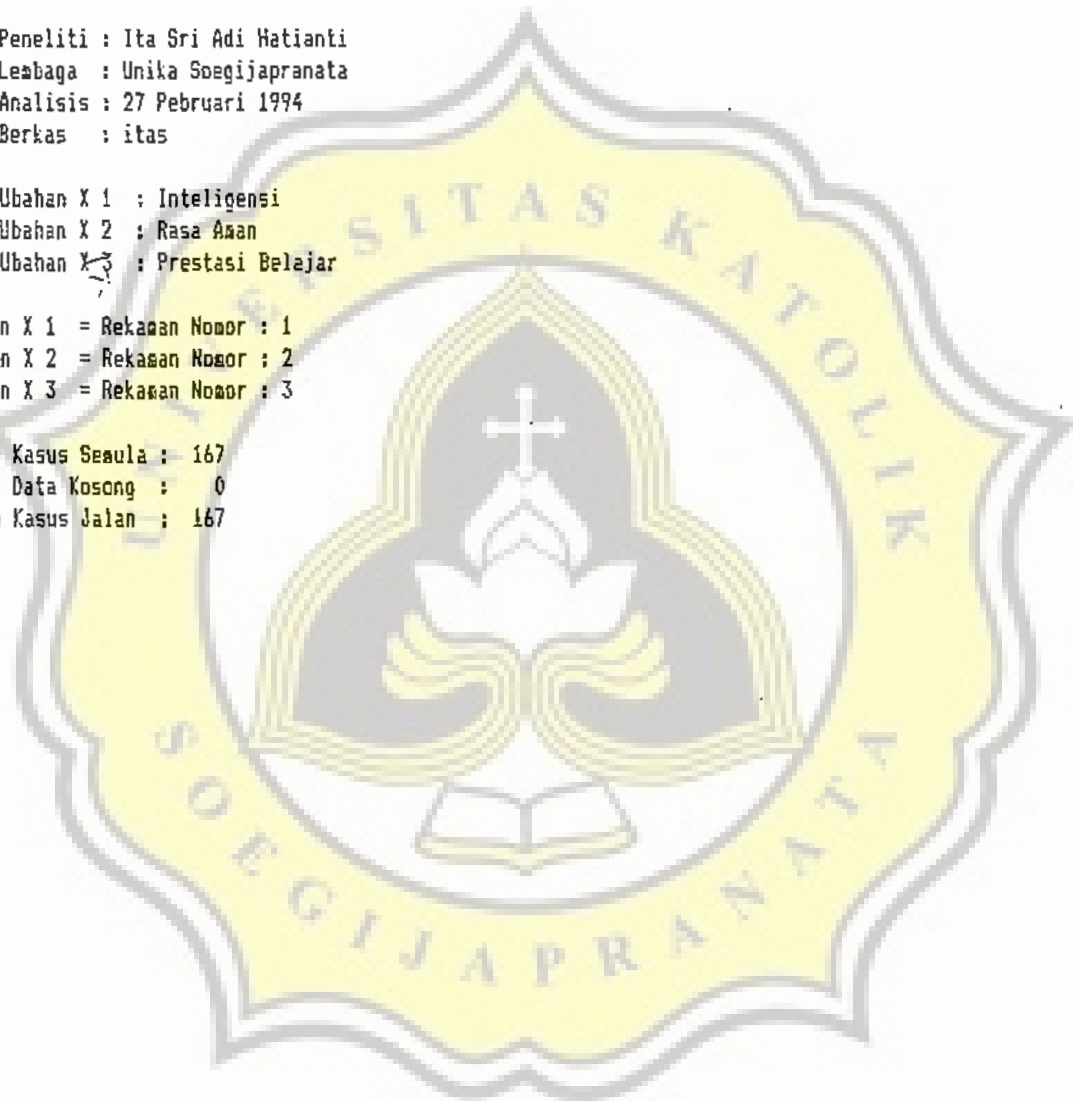 Peneliti : Ita Sri Adi Hatianti
Lembaga : Unika Soegijapranata
Analisis : 27 Pebruari 1994
Berkas : itas
Ubahan X 1 : Inteligensi
Ubahan X 2 : Rasa Aman
Ubahan X 3 : Prestasi Belajar
n X 1 = Rekaman Nomor : 1
n X 2 = Rekaman Nomor : 2
n X 3 = Rekaman Nomor : 3
Kasus Semula : 167
Data Kosong : 0
Kasus Jalan : 167
UNIVERSITAS KATOLIK
SOEGIJAPRANATA